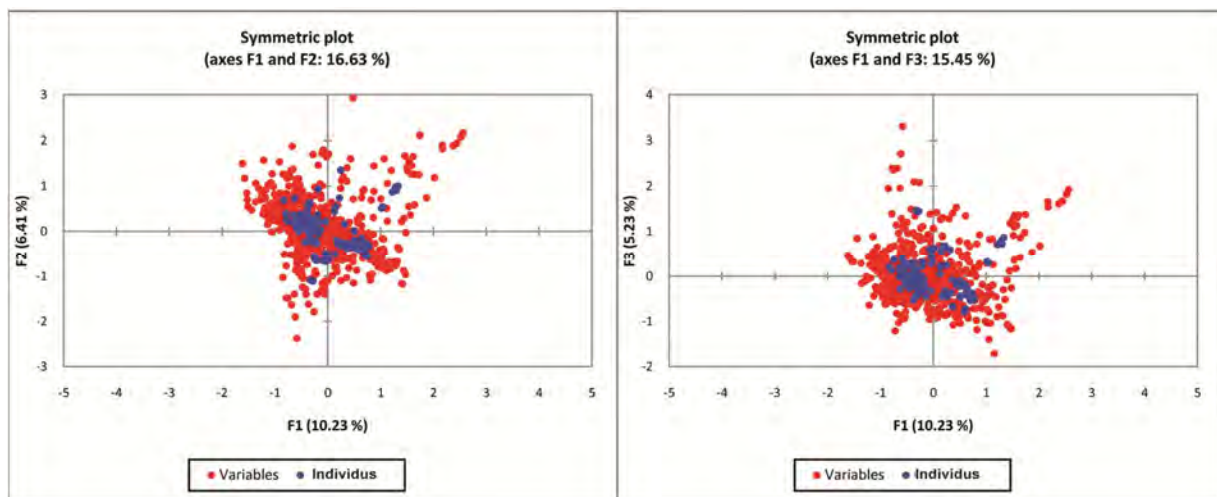 Symmetric plot
(axes F1 and F2: 16.63 %)
3
2
1
0
-1
-2
-3
F2 (6.41 %)
-5 -4 -3 -2 -1 0 1 2 3 4 5
F1 (10.23 %)
Variables Individus
Symmetric plot
(axes F1 and F3: 15.45 %)
4
3
2
1
0
-1
-2
F3 (5.23 %)
-5 -4 -3 -2 -1 0 1 2 3 4 5
F1 (10.23 %)
Variables Individus